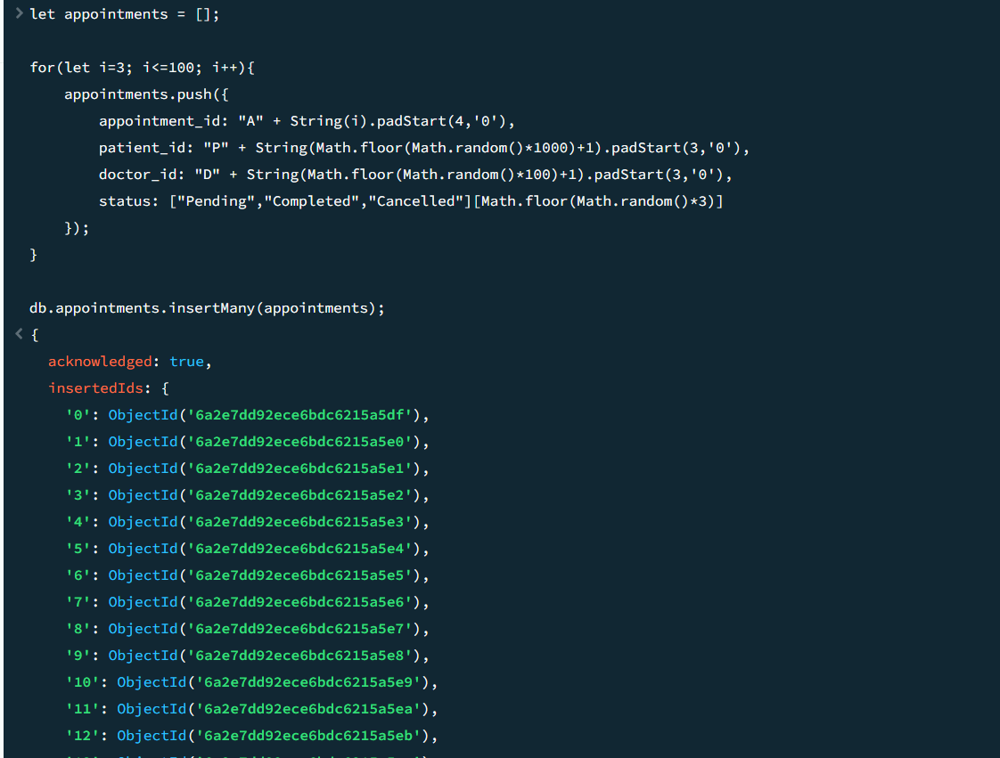 let appointments = [];
for(let i=3; i<=100; i++){
appointments.push({
appointment_id: "A" + String(i).padStart(4,'0'),
patient_id: "P" + String(Math.floor(Math.random()*1000)+1).padStart(3,'0'),
doctor_id: "D" + String(Math.floor(Math.random()*100)+1).padStart(3,'0'),
status: ["Pending","Completed","Cancelled"][Math.floor(Math.random()*3)]
});
}
db.appointments.insertMany(appointments);
{
acknowledged: true,
insertedIds: {
'0': ObjectId('6a2e7dd92ece6bdc6215a5df'),
'1': ObjectId('6a2e7dd92ece6bdc6215a5e0'),
'2': ObjectId('6a2e7dd92ece6bdc6215a5e1'),
'3': ObjectId('6a2e7dd92ece6bdc6215a5e2'),
'4': ObjectId('6a2e7dd92ece6bdc6215a5e3'),
'5': ObjectId('6a2e7dd92ece6bdc6215a5e4'),
'6': ObjectId('6a2e7dd92ece6bdc6215a5e5'),
'7': ObjectId('6a2e7dd92ece6bdc6215a5e6'),
'8': ObjectId('6a2e7dd92ece6bdc6215a5e7'),
'9': ObjectId('6a2e7dd92ece6bdc6215a5e8'),
'10': ObjectId('6a2e7dd92ece6bdc6215a5e9'),
'11': ObjectId('6a2e7dd92ece6bdc6215a5ea'),
'12': ObjectId('6a2e7dd92ece6bdc6215a5eb'),